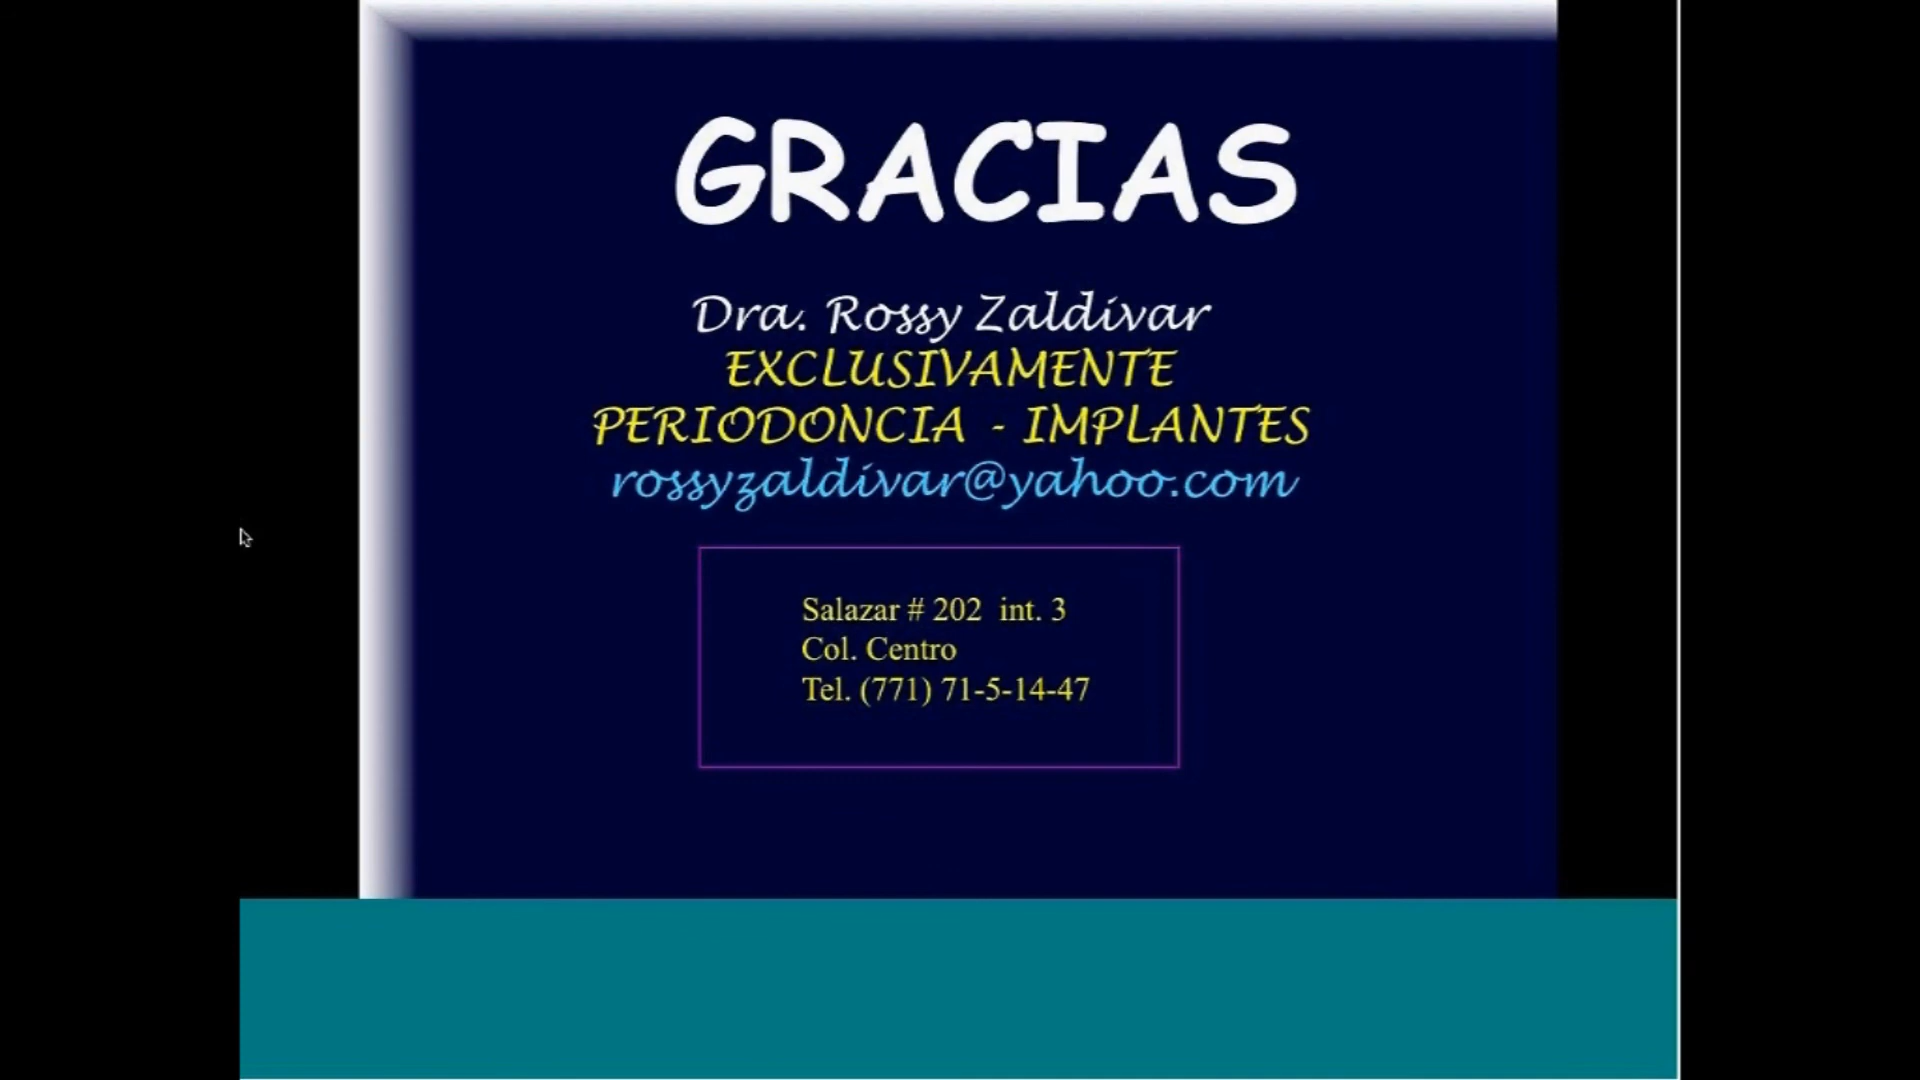 GRACIAS
Dra. Rossy Zaldívar
EXCLUSIVAMENTE
PERIODONCIA - IMPLANTES
rossyzaldivar@yahoo.com
Salazar # 202 int. 3
Col. Centro
Tel. (771) 71-5-14-47